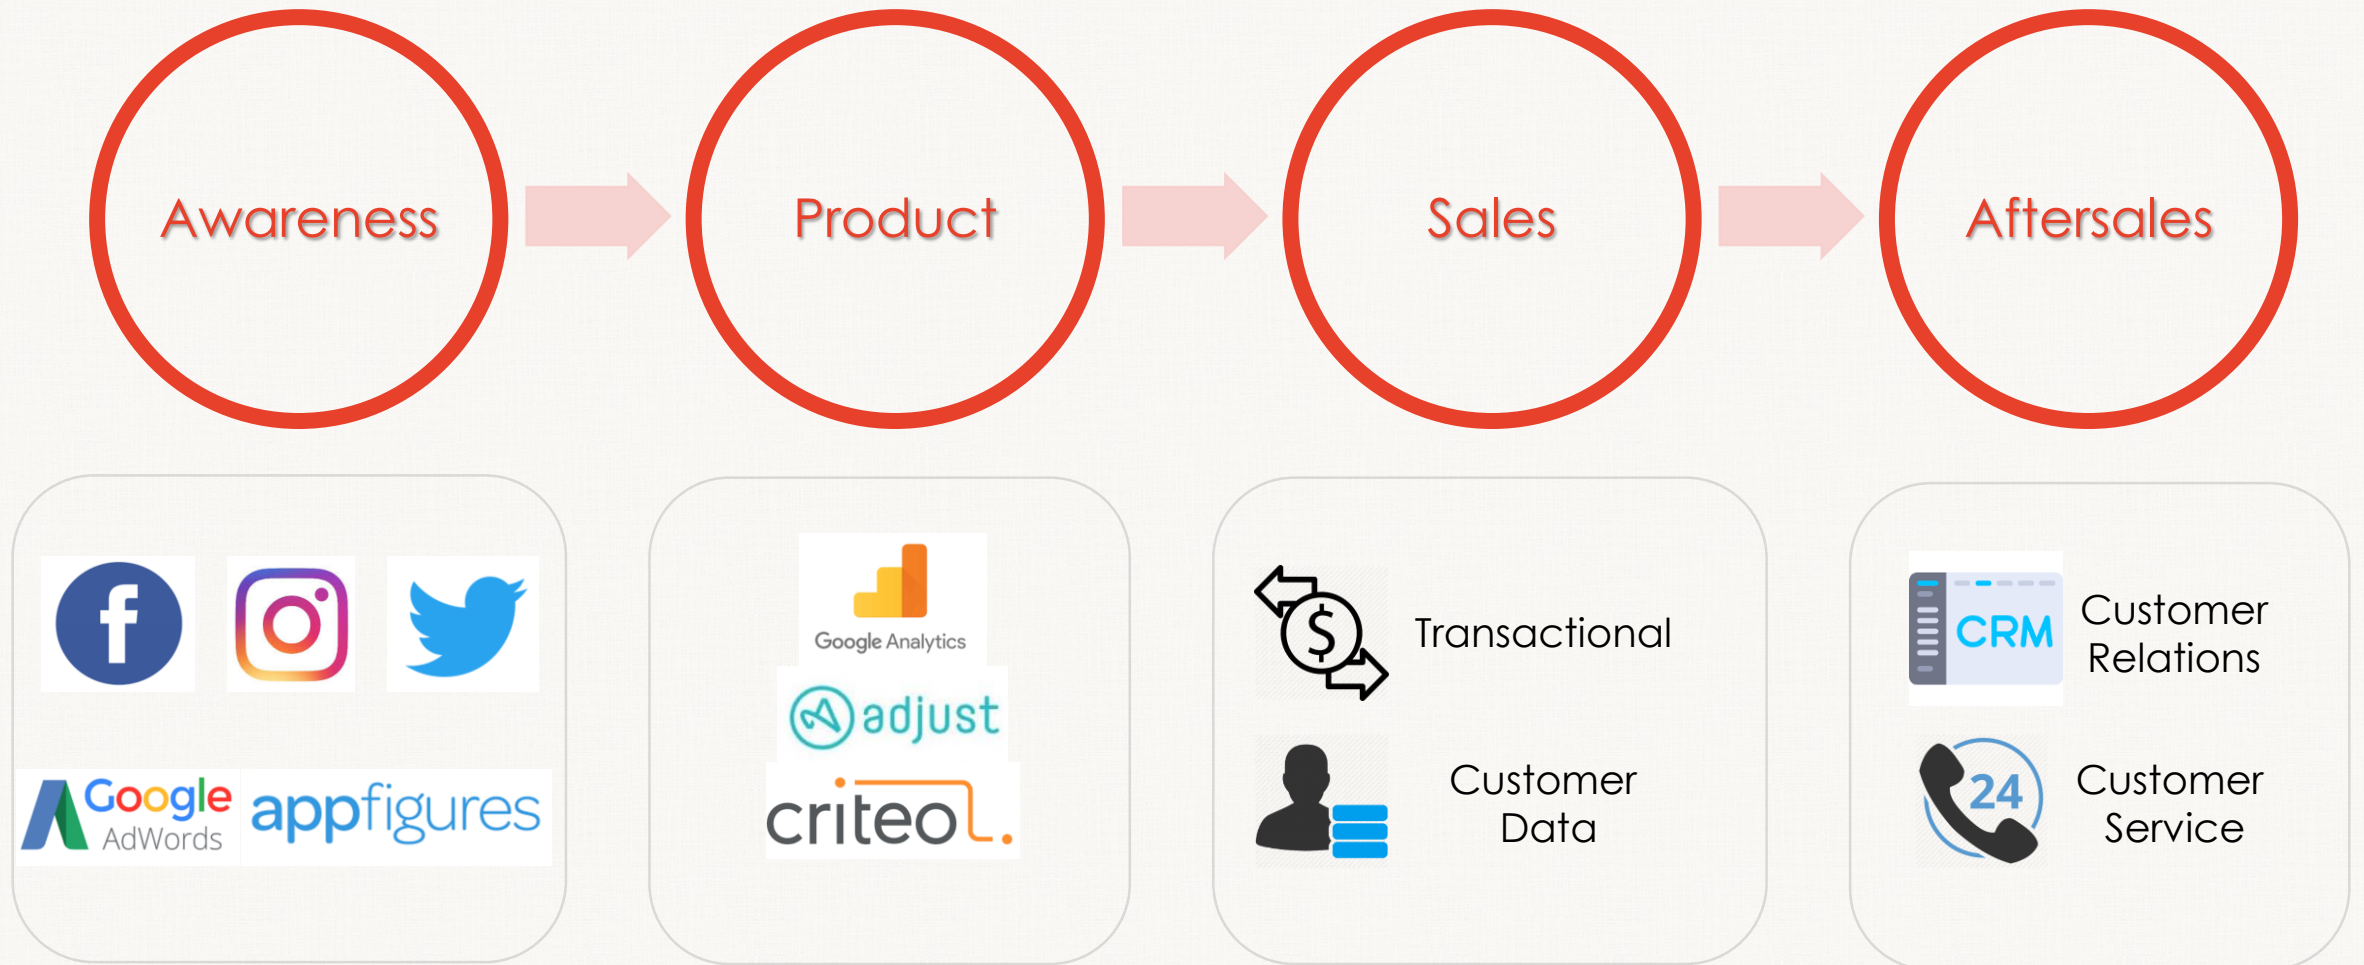 Awareness
Product
Sales
Aftersales
f
Google
AdWords
appfigures
Google Analytics
adjust
criteo
$
Transactional
Customer
Data
CRM
Customer
Relations
24
Customer
Service